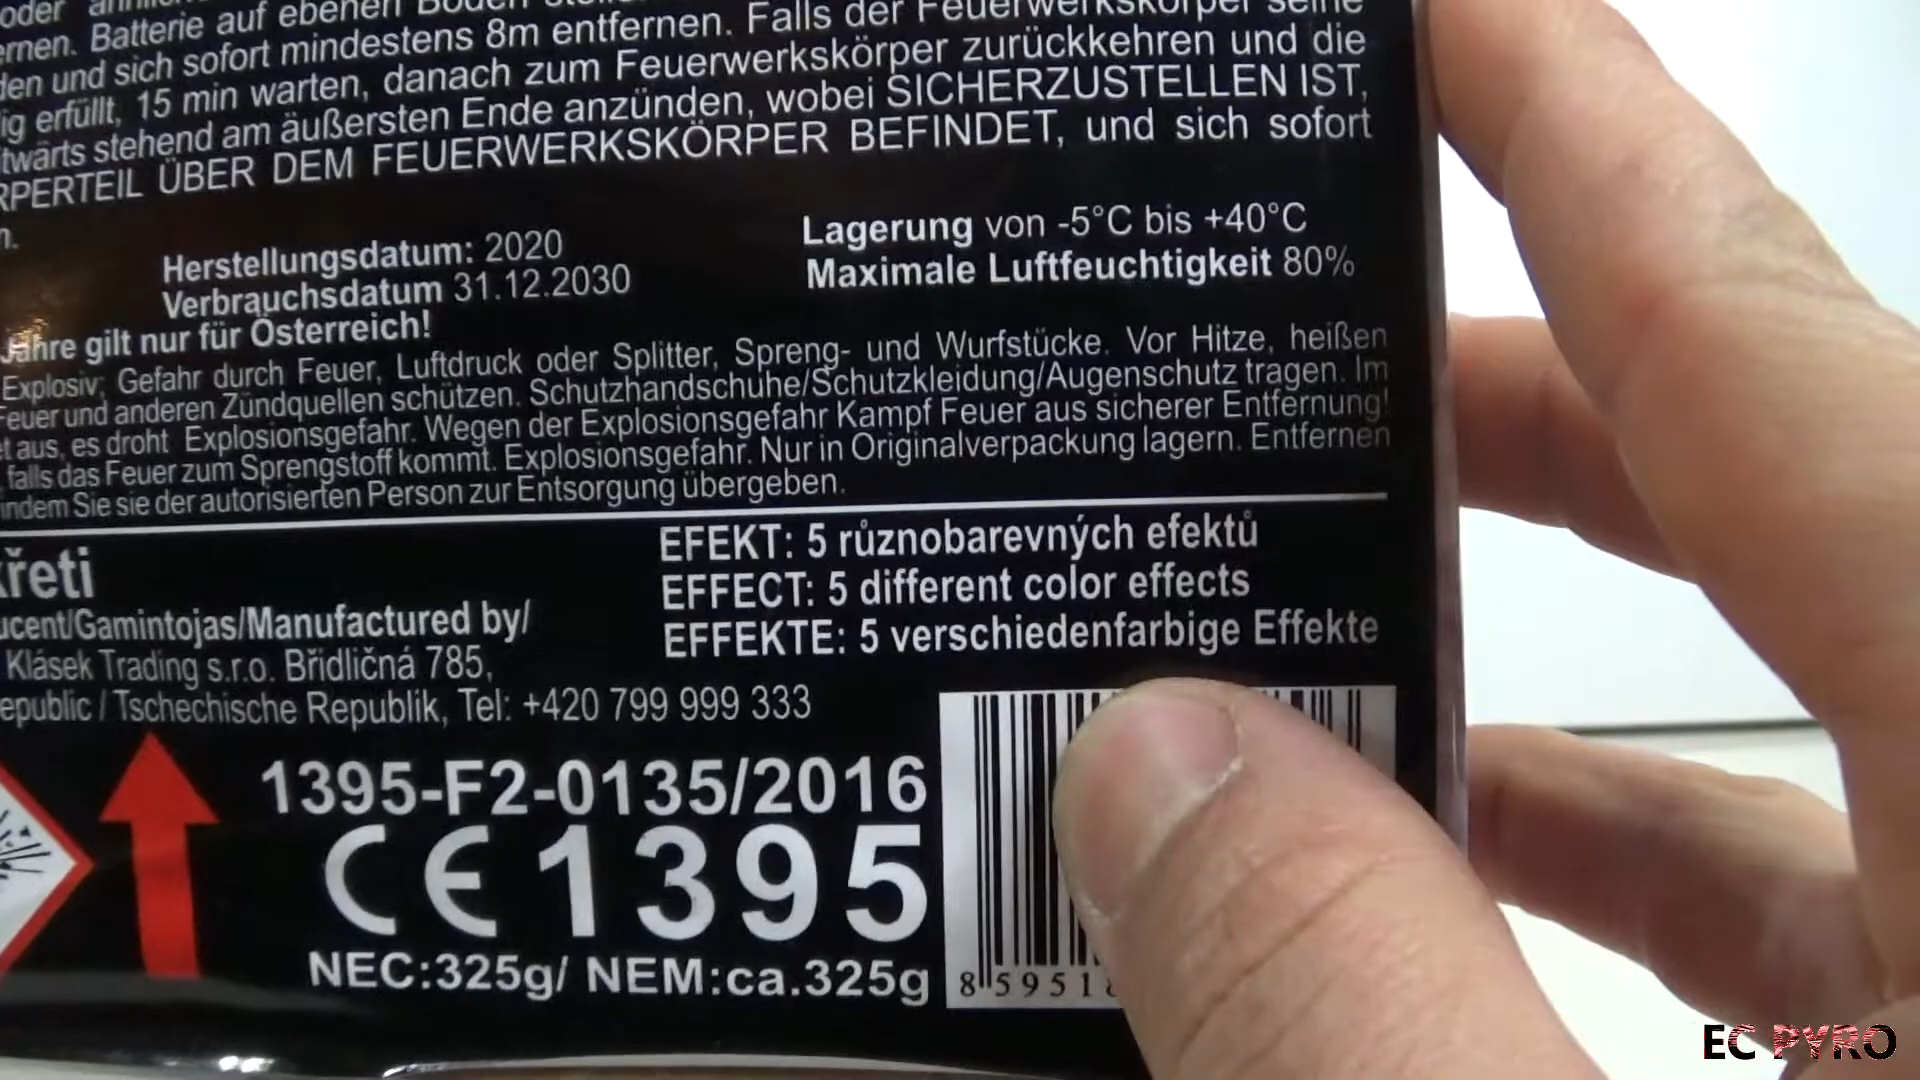 oder
ernen. Batterie auf ebenen Boden
den und sich sofort mindestens 8m entfernen. Falls der Feuerwerkskörper seine
ig erfüllt, 15 min warten, danach zum Feuerwerkskörper zurückkehren und die
twärts stehend am äußersten Ende anzünden, wobei SICHERZUSTELLEN IST,
RPERTEIL ÜBER DEM FEUERWERKSKÖRPER BEFINDET, und sich sofort
n.
Herstellungsdatum: 2020
Verbrauchsdatum 31.12.2030
Lagerung von -5°C bis +40°C
Maximale Luftfeuchtigkeit 80%
Jahre gilt nur für Österreich!
Explosiv; Gefahr durch Feuer, Luftdruck oder Splitter, Spreng- und Wurfstücke. Vor Hitze, heißen
Feuer und anderen Zündquellen schützen. Schutzhandschuhe/Schutzkleidung/Augenschutz tragen. Im
t aus, es droht Explosionsgefahr. Wegen der Explosionsgefahr Kampf Feuer aus sicherer Entfernung!
falls das Feuer zum Sprengstoff kommt. Explosionsgefahr. Nur in Originalverpackung lagern. Entfernen
indem Sie sie der autorisierten Person zur Entsorgung übergeben.
EFEKT: 5 různobarevných efektů
EFFECT: 5 different color effects
EFFEKTE: 5 verschiedenfarbige Effekte
křeti
ucent/Gamintojas/Manufactured by/
Klásek Trading s.r.o. Břidličná 785,
epublic / Tschechische Republik, Tel: +420 799 999 333
1395-F2-0135/2016
CE 1395
NEC:325g/ NEM:ca.325g
8 5951
EC PYRO